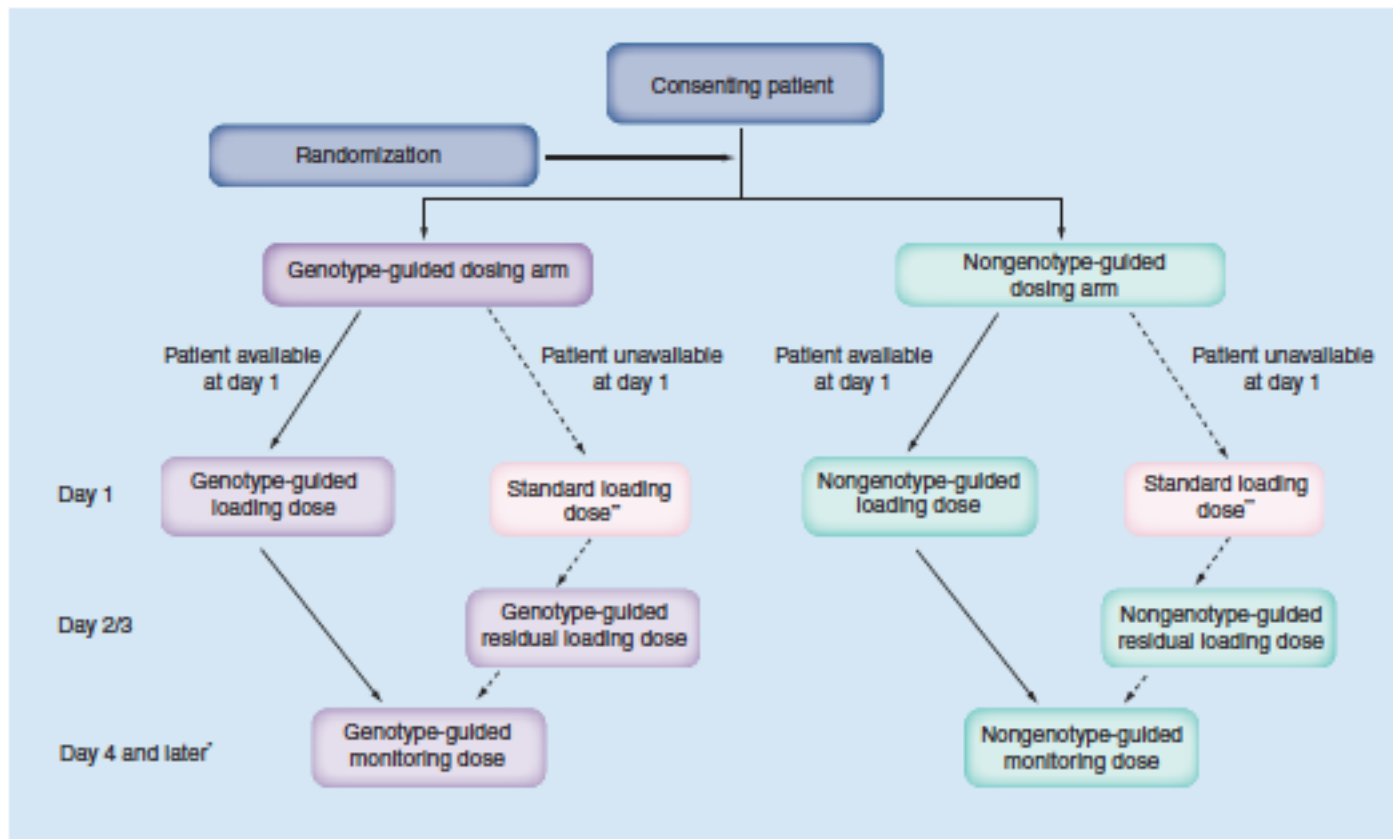 Consenting patient
Randomization
Genotype-guided dosing arm
Nongenotype-guided
dosing arm
Patient available
at day 1
Patient unavailable
at day 1
Patient available
at day 1
Patient unavailable
at day 1
Day 1
Genotype-guided
loading dose
Standard loading
dose**
Nongenotype-guided
loading dose
Standard loading
dose**
Day 2/3
Genotype-guided
residual loading dose
Nongenotype-guided
residual loading dose
Day 4 and later*
Genotype-guided
monitoring dose
Nongenotype-guided
monitoring dose